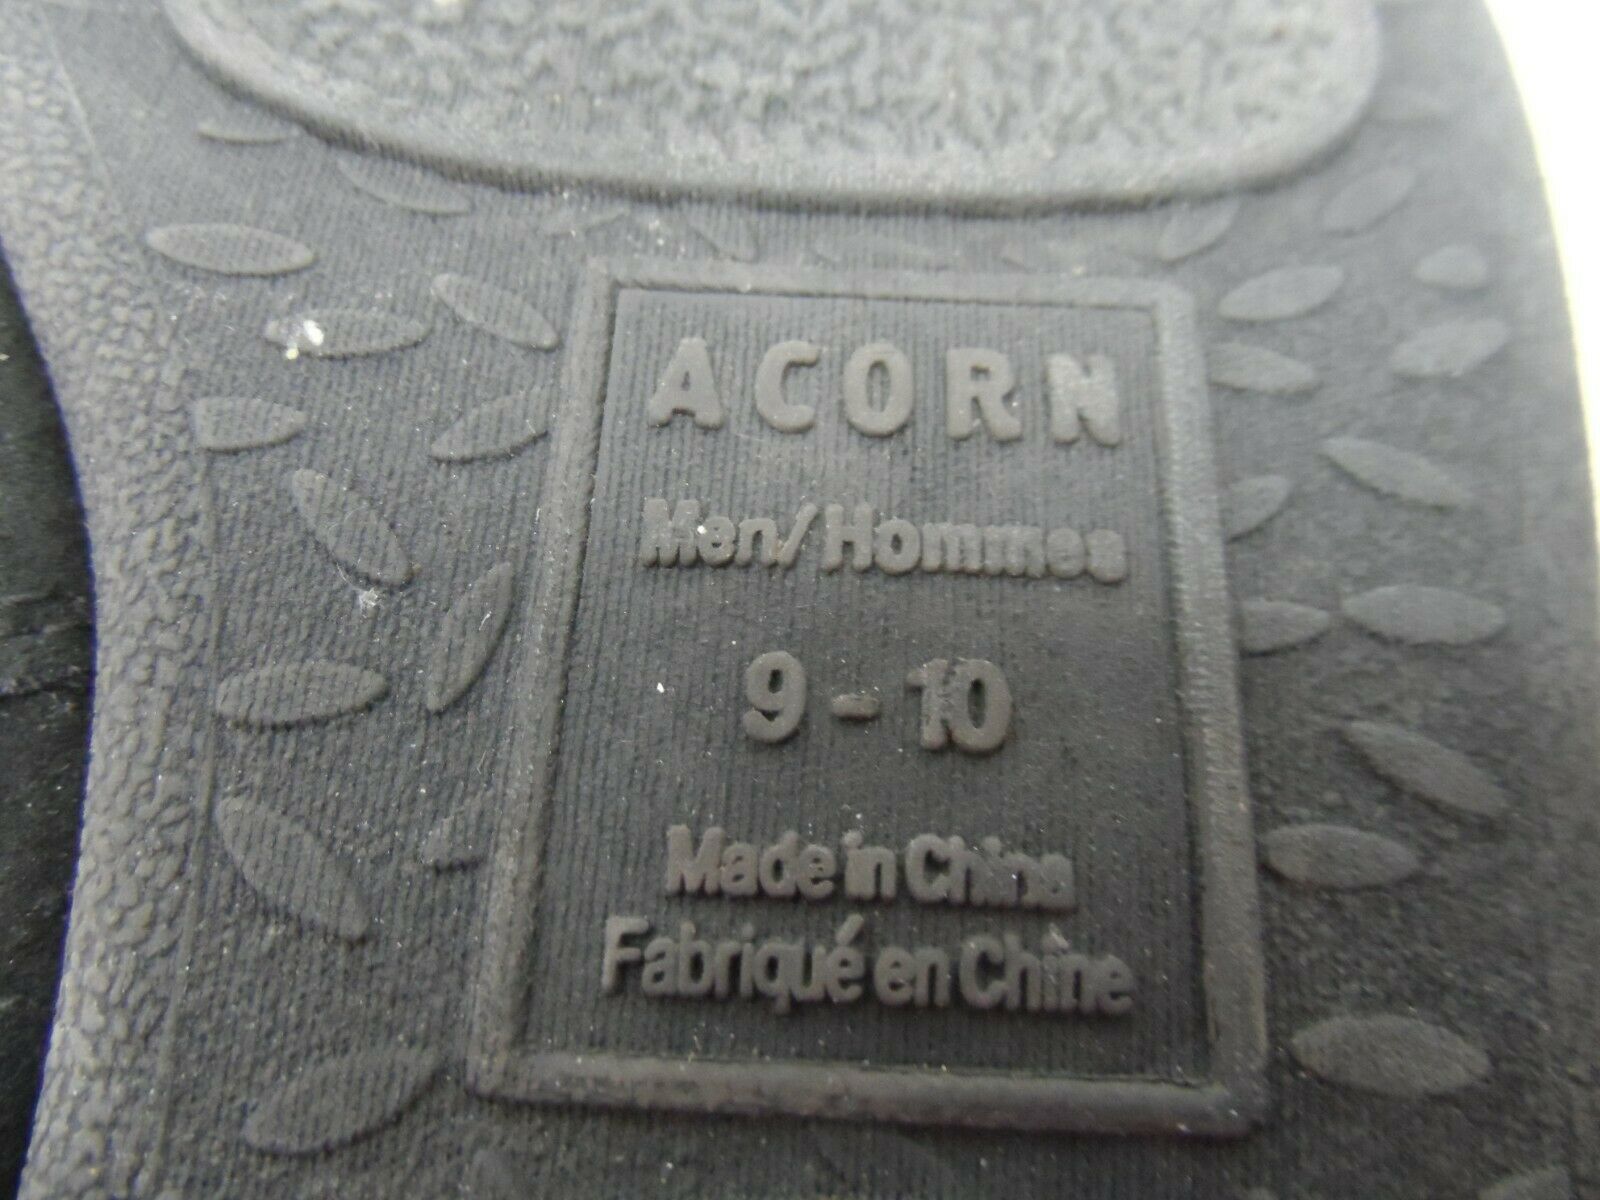 ACORN
Men/Hommes
9-10
Made in China
Fabriqué en Chine